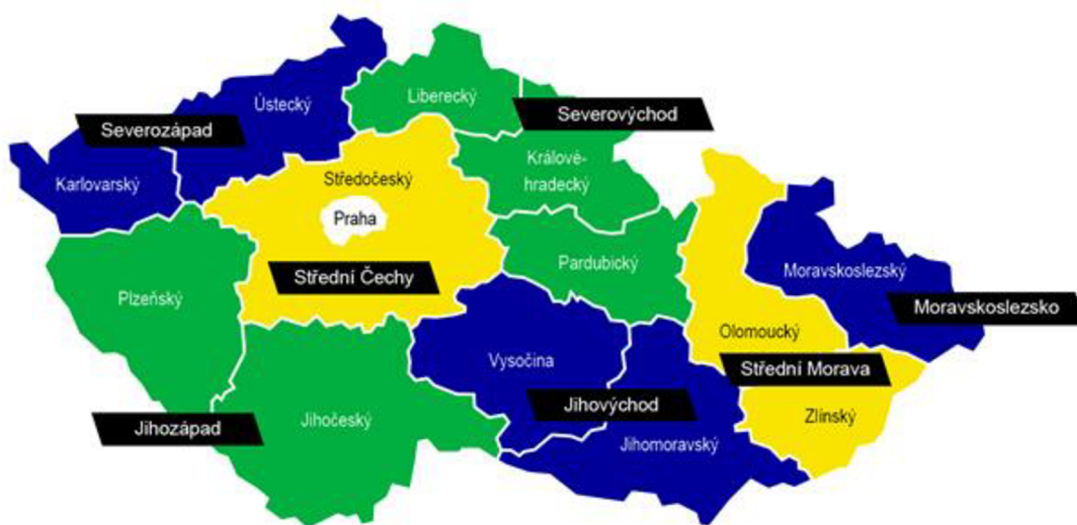 Ústecký
Liberecký
Severozápad
Severovýchod
Karlovarský
Středočeský
Králové-
hradecký
Praha
Střední Čechy
Pardubický
Moravskoslezský
Plzeňský
Moravskoslezsko
Olomoucký
Vysočina
Střední Morava
Jihovýchod
Jihozápad
Jihočeský
Zlínský
Jihomoravský